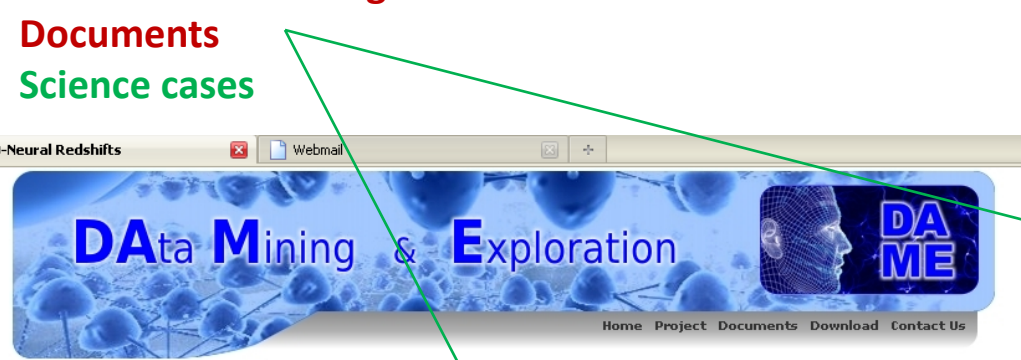 Documents
Science cases
-Neural Redshifts
Webmail
DAta Mining & Exploration
DA
ME
Home Project Documents Download Contact Us